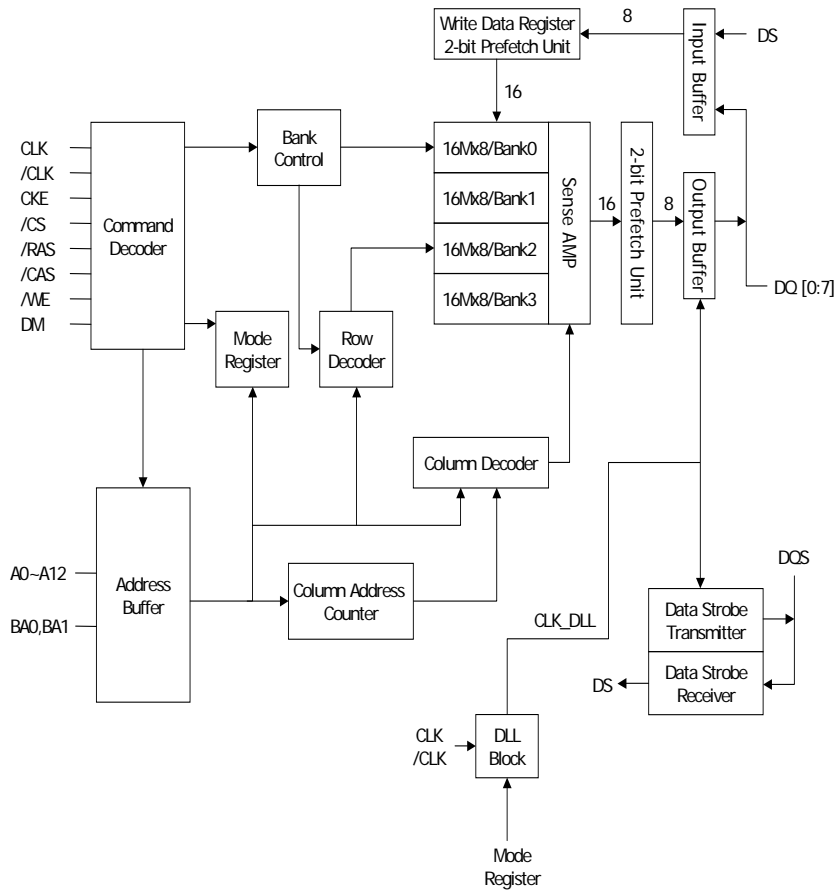 Write Data Register
2-bit Prefetch Unit
8
Input Buffer
DS
16
CLK
/CLK
CKE
/CS
/RAS
/CAS
/WE
DM
Command
Decoder
Bank
Control
16Mx8/Bank0
16Mx8/Bank1
16Mx8/Bank2
16Mx8/Bank3
Sense AMP
16
2-bit Prefetch Unit
8
Output Buffer
DQ [0:7]
Mode
Register
Row
Decoder
Column Decoder
A0~A12
BA0,BA1
Address
Buffer
Column Address
Counter
CLK_DLL
DQS
Data Strobe
Transmitter
Data Strobe
Receiver
DS
CLK
/CLK
DLL
Block
Mode
Register